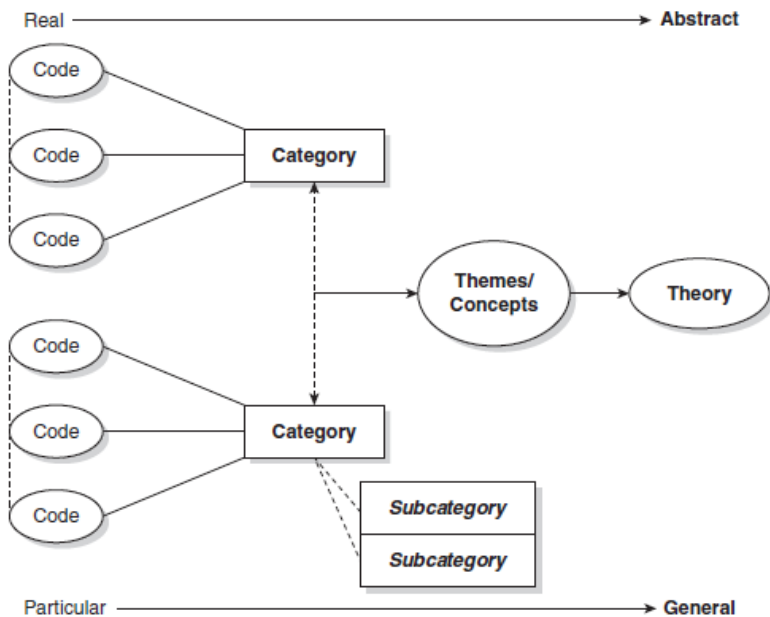 Real
Abstract
Code
Code
Category
Code
Themes/
Concepts
Theory
Code
Code
Category
Code
Subcategory
Subcategory
Particular
General